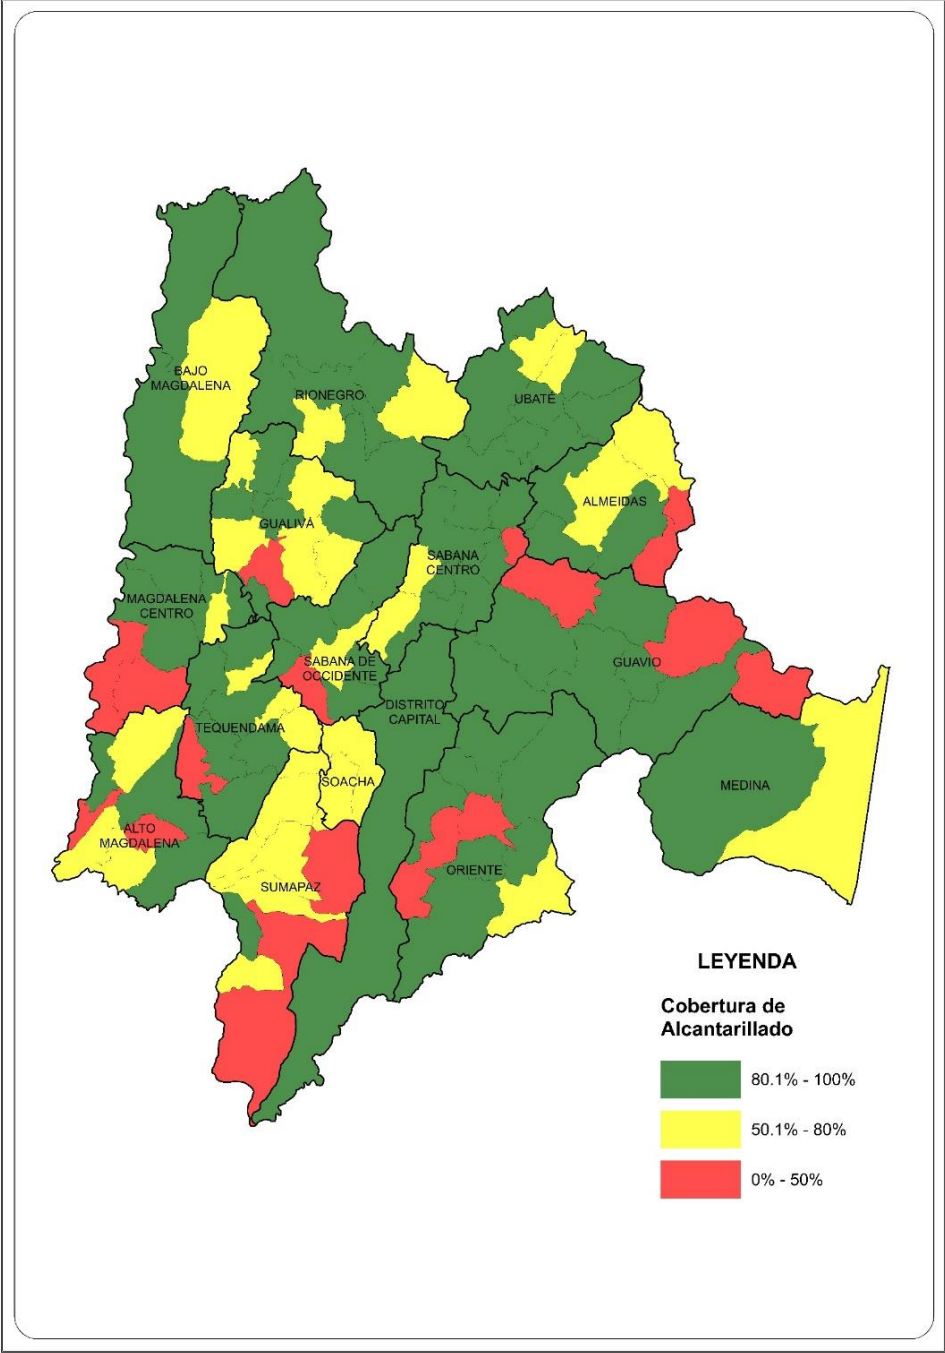 BAJO
MAGDALENA
RIONEGRO
UBATÉ
ALMEIDAS
GUALIVÁ
SABANA
CENTRO
MAGDALENA
CENTRO
SABANA DE
OCCIDENTE
GUAVIO
DISTRITO
CAPITAL
TEQUENDAMA
SOACHA
MEDINA
ALTO
MAGDALENA
SUMAPAZ
ORIENTE
LEYENDA
Cobertura de
Alcantarillado
80.1% - 100%
50.1% - 80%
0% - 50%